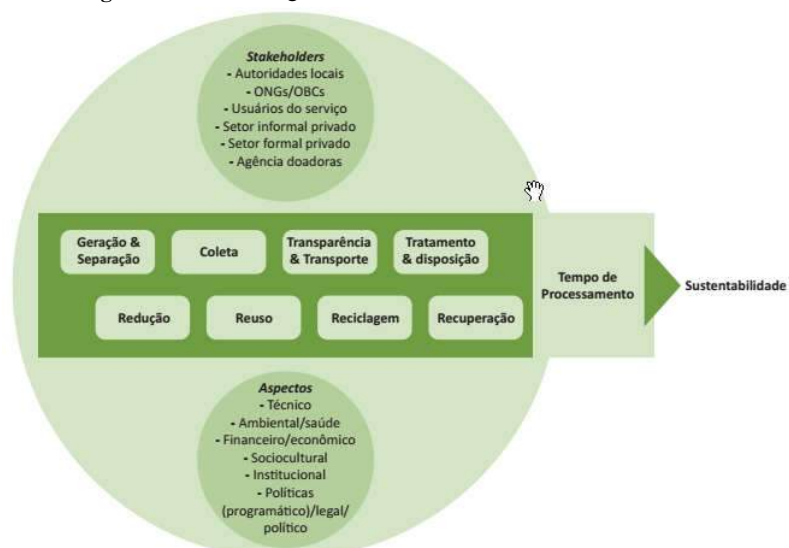 Stakeholders
- Autoridades locais
- ONGs/OBCs
- Usuários do serviço
- Setor informal privado
- Setor formal privado
- Agência doadoras
Geração &
Separação
Coleta
Transparência
& Transporte
Tratamento
& disposição
Redução
Reuso
Reciclagem
Recuperação
Tempo de
Processamento
Sustentabilidade
Aspectos
- Técnico
- Ambiental/saúde
- Financeiro/econômico
- Sociocultural
- Institucional
- Políticas
(programático)/legal/
político